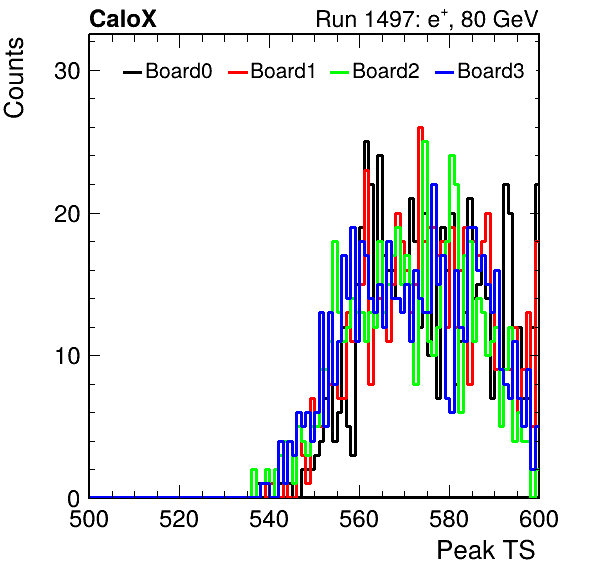 CaloX Run 1497: e⁺, 80 GeV
Counts
30
Board0 Board1 Board2 Board3
20
10
0
500 520 540 560 580 600
Peak TS